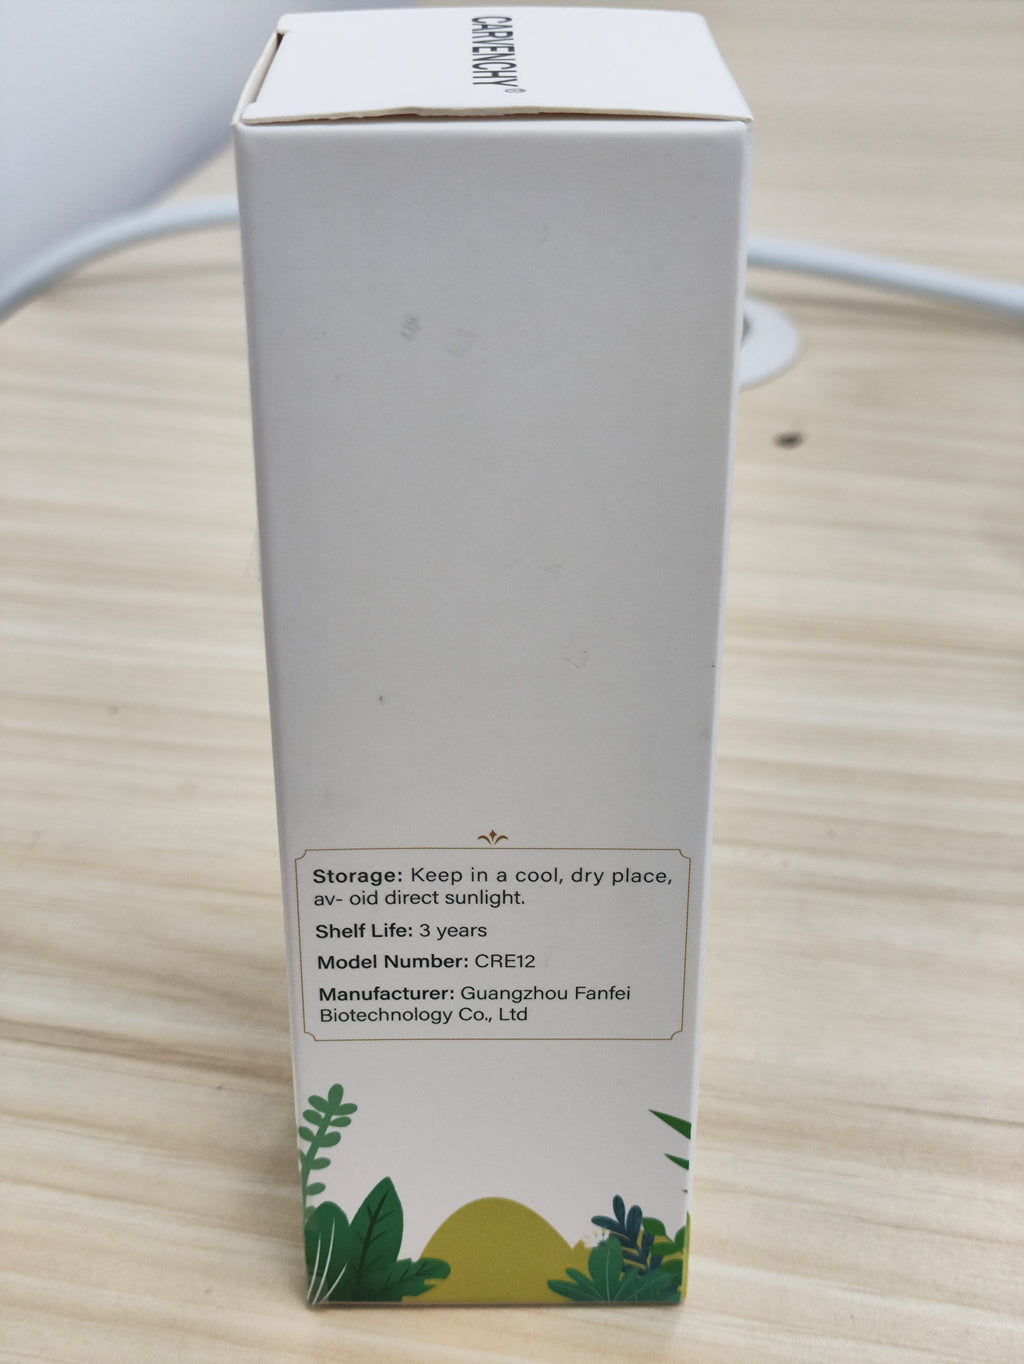 CARVENCHY®
Storage: Keep in a cool, dry place,
av- oid direct sunlight.
Shelf Life: 3 years
Model Number: CRE12
Manufacturer: Guangzhou Fanfei
Biotechnology Co., Ltd